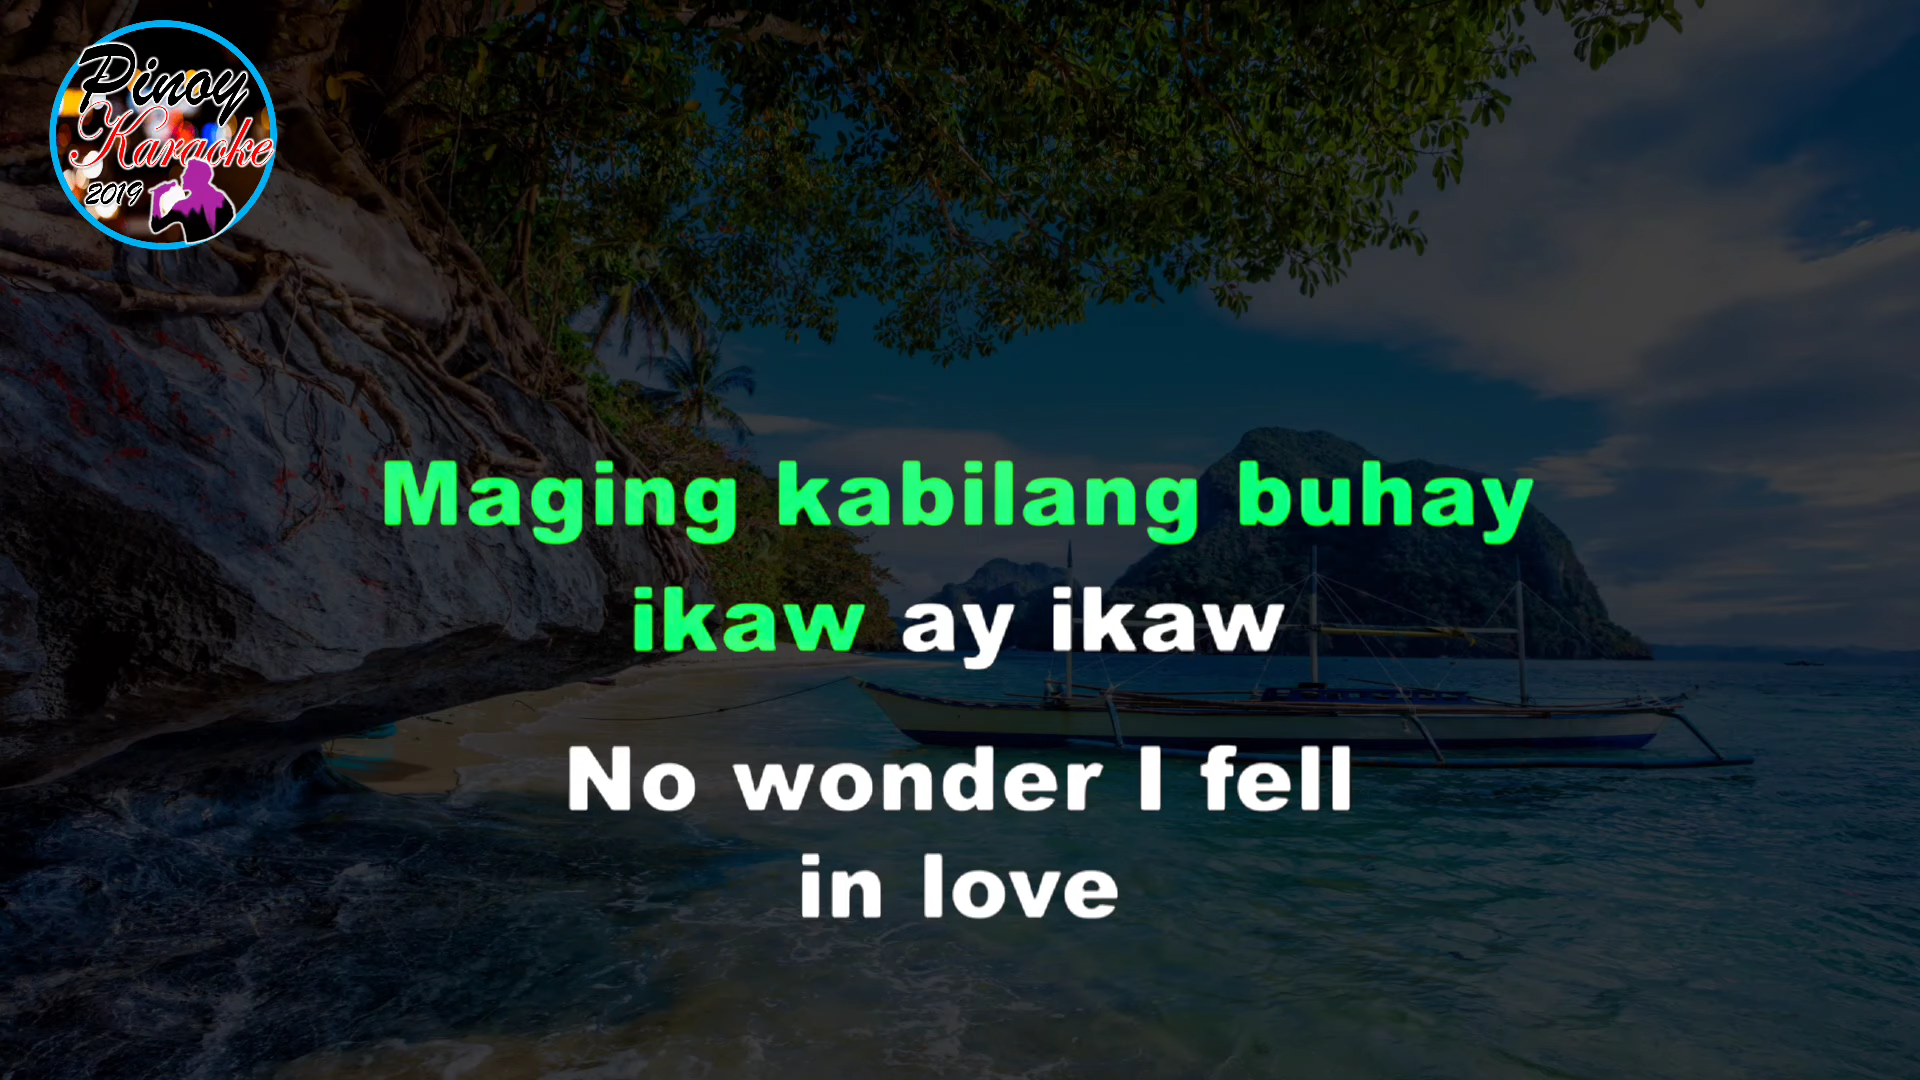 Pinoy
Karaoke
2019
Maging kabilang buhay
ikaw ay ikaw
No wonder I fell
in love